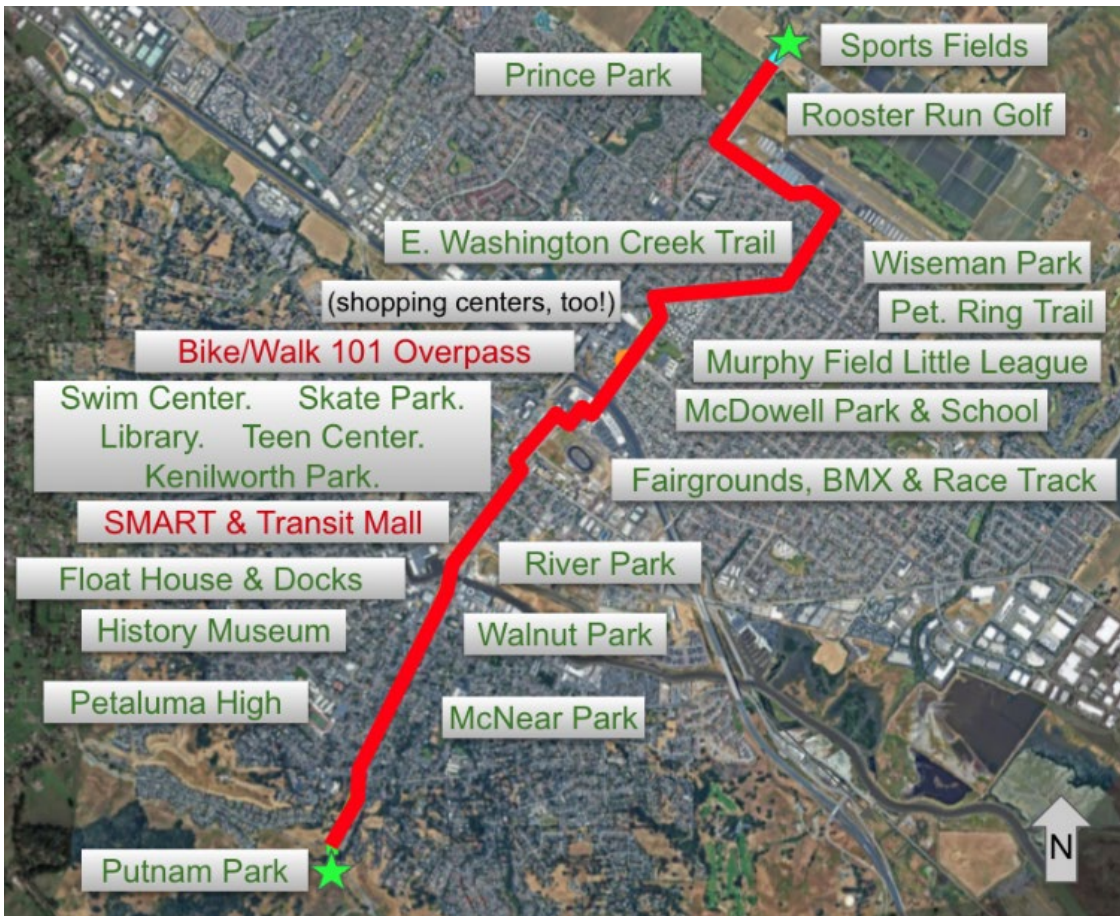 Sports Fields
Prince Park
Rooster Run Golf
E. Washington Creek Trail
Wiseman Park
(shopping centers, too!)
Pet. Ring Trail
Bike/Walk 101 Overpass
Murphy Field Little League
Swim Center. Skate Park.
Library. Teen Center.
Kenilworth Park.
McDowell Park & School
Fairgrounds, BMX & Race Track
SMART & Transit Mall
River Park
Float House & Docks
History Museum
Walnut Park
Petaluma High
McNear Park
N
Putnam Park